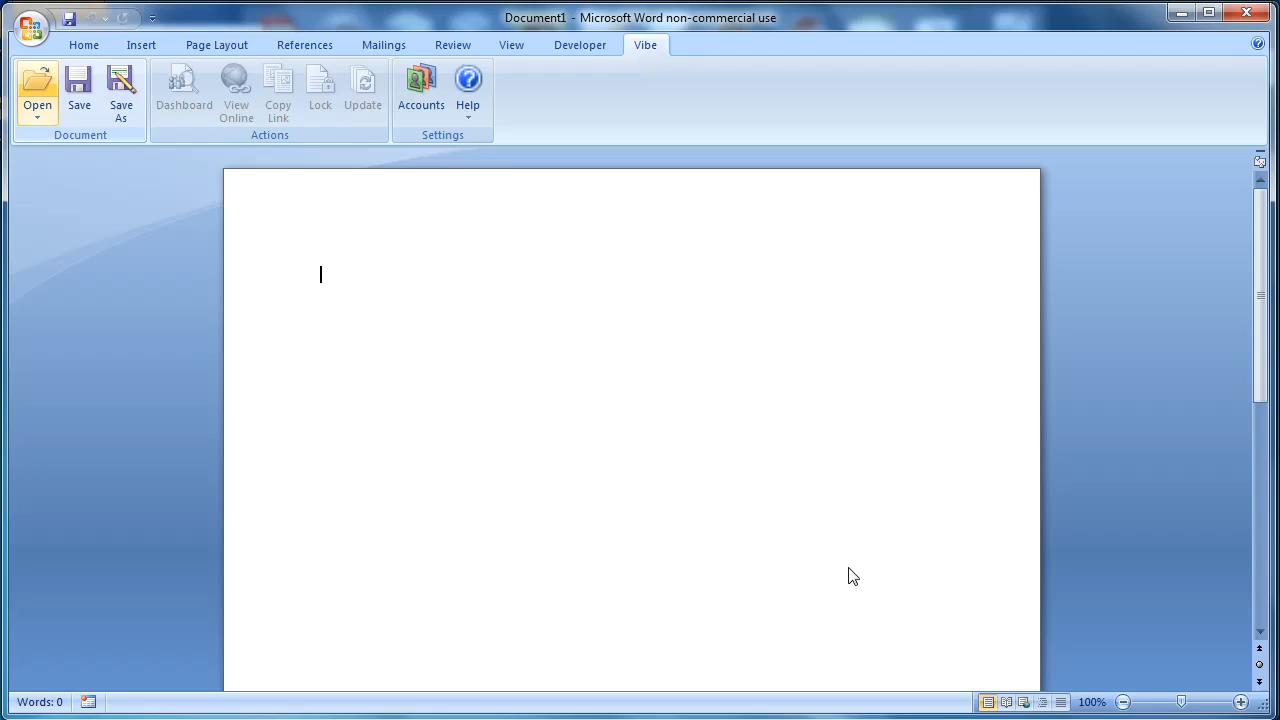 Document1 - Microsoft Word non-commercial use
Home Insert Page Layout References Mailings Review View Developer Vibe
Open Save Save As Dashboard View Online Copy Link Lock Update Accounts Help
Document Actions Settings
Words: 0 100%